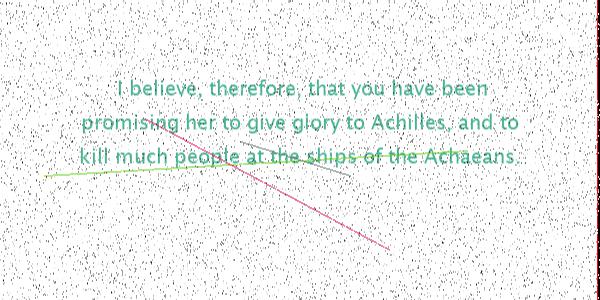 I believe, therefore, that you have been
promising her to give glory to Achilles, and to
kill much people at the ships of the Achaeans.